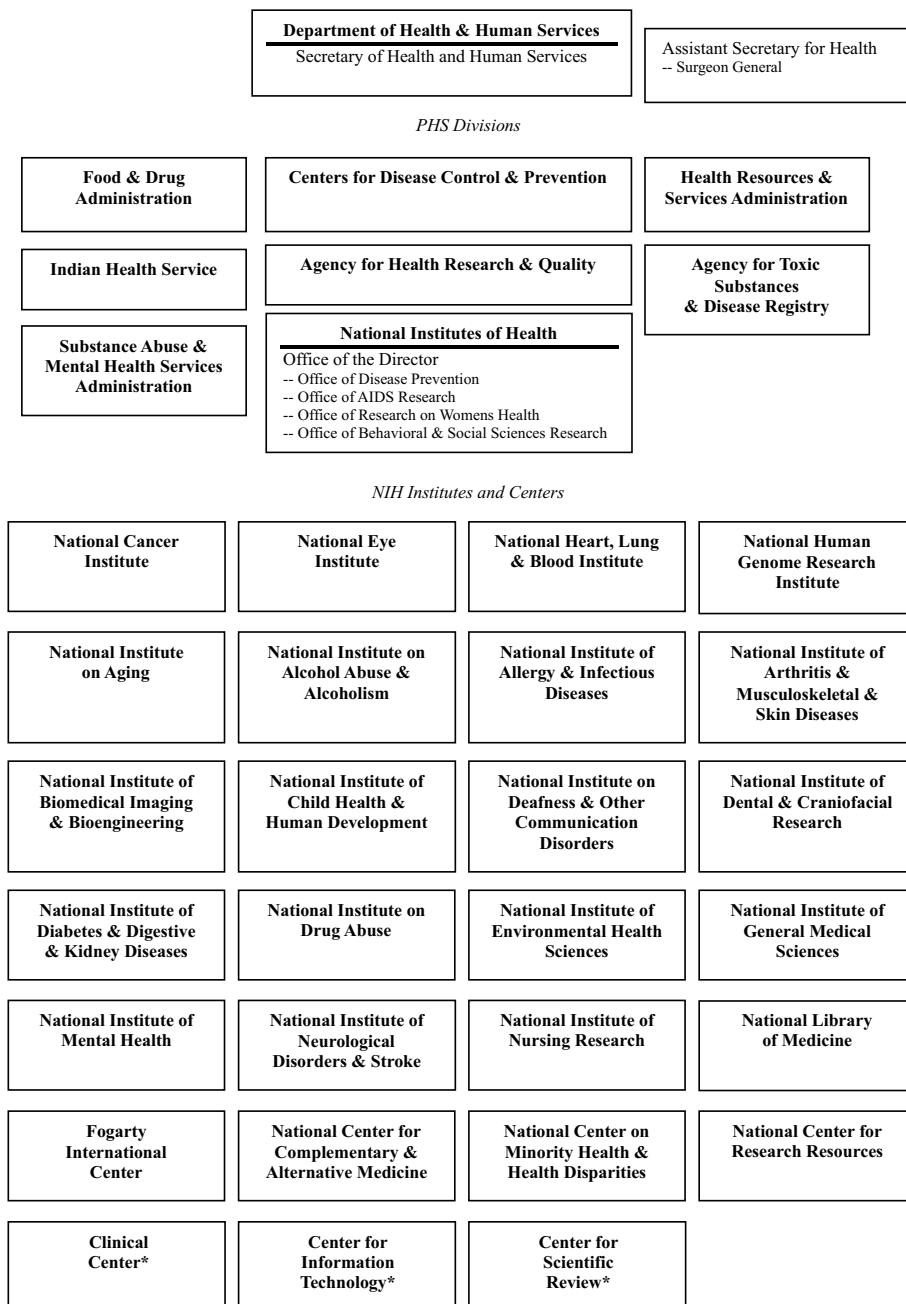 Department of Health & Human Services
Secretary of Health and Human Services
Assistant Secretary for Health
-- Surgeon General
PHS Divisions
Food & Drug
Administration
Centers for Disease Control & Prevention
Health Resources &
Services Administration
Indian Health Service
Agency for Health Research & Quality
Agency for Toxic
Substances
& Disease Registry
Substance Abuse &
Mental Health Services
Administration
National Institutes of Health
Office of the Director
-- Office of Disease Prevention
-- Office of AIDS Research
-- Office of Research on Womens Health
-- Office of Behavioral & Social Sciences Research
NIH Institutes and Centers
National Cancer
Institute
National Eye
Institute
National Heart, Lung
& Blood Institute
National Human
Genome Research
Institute
National Institute
on Aging
National Institute on
Alcohol Abuse &
Alcoholism
National Institute of
Allergy & Infectious
Diseases
National Institute of
Arthritis &
Musculoskeletal &
Skin Diseases
National Institute of
Biomedical Imaging
& Bioengineering
National Institute of
Child Health &
Human Development
National Institute on
Deafness & Other
Communication
Disorders
National Institute of
Dental & Craniofacial
Research
National Institute of
Diabetes & Digestive
& Kidney Diseases
National Institute on
Drug Abuse
National Institute of
Environmental Health
Sciences
National Institute of
General Medical
Sciences
National Institute of
Mental Health
National Institute of
Neurological
Disorders & Stroke
National Institute of
Nursing Research
National Library
of Medicine
Fogarty
International
Center
National Center for
Complementary &
Alternative Medicine
National Center on
Minority Health &
Health Disparities
National Center for
Research Resources
Clinical
Center*
Center for
Information
Technology*
Center for
Scientific
Review*